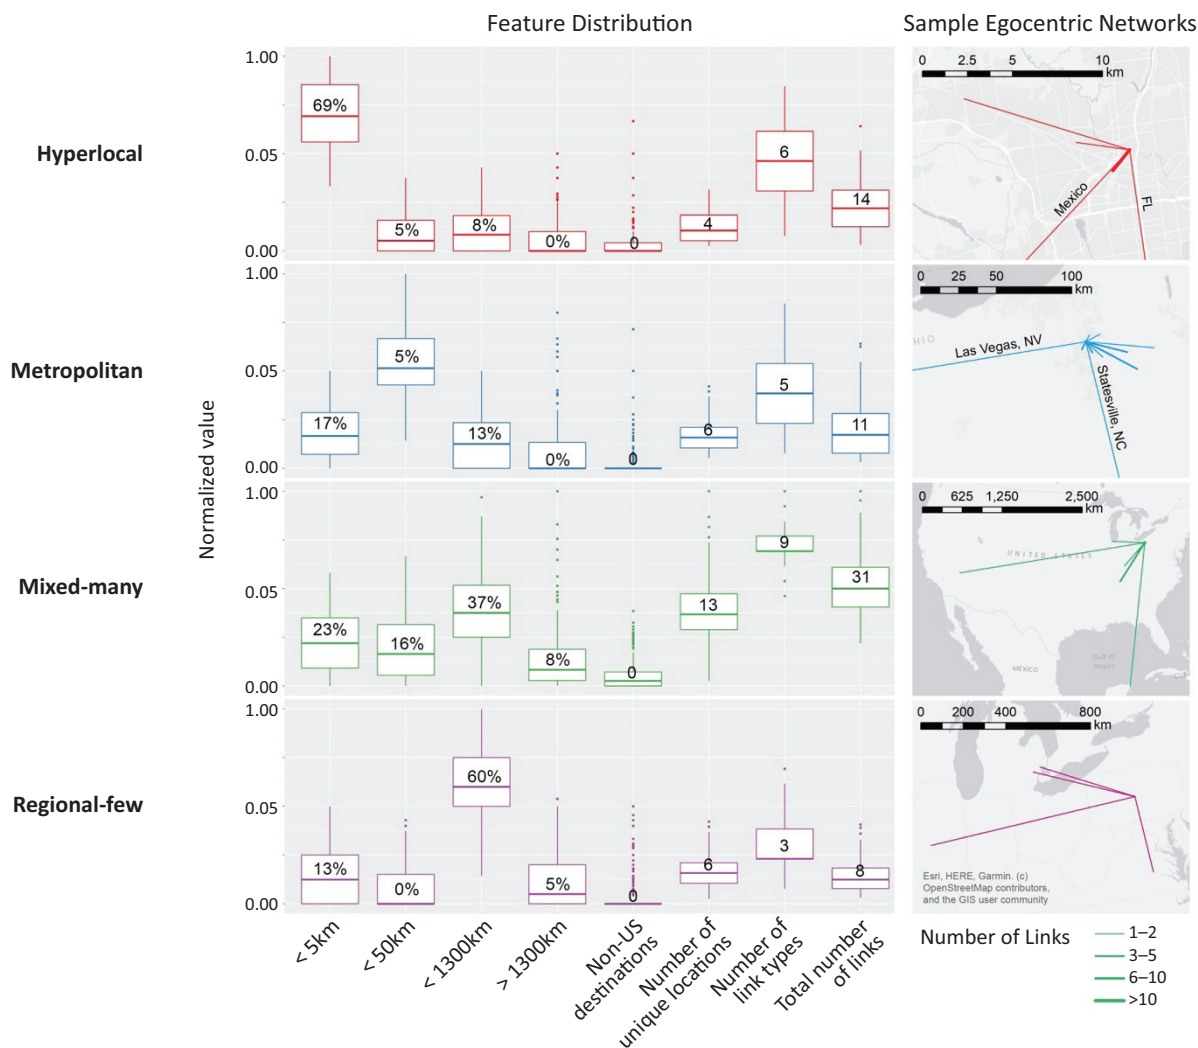 Feature Distribution
Sample Egocentric Networks
Normalized value
Hyperlocal
1.00
0.05
0.00
69%
5%
8%
0%
0
4
6
14
0 2.5 5 10
km
Mexico
FL
Metropolitan
1.00
0.05
0.00
17%
5%
13%
0%
0
6
5
11
0 25 50 100
km
HIO
Las Vegas, NV
Statesville, NC
Mixed-many
1.00
0.05
0.00
23%
16%
37%
8%
0
13
9
31
0 625 1,250 2,500
km
UNITED STATES
MÉXICO
Gulf of
Mexico
Regional-few
1.00
0.05
0.00
13%
0%
60%
5%
0
6
3
8
0 200 400 800
km
Esri, HERE, Garmin. (c)
OpenStreetMap contributors,
and the GIS user community
< 5km
< 50km
< 1300km
> 1300km
Non-US
destinations
Number of
unique locations
Number of
link types
Total number
of links
Number of Links
1–2
3–5
6–10
>10